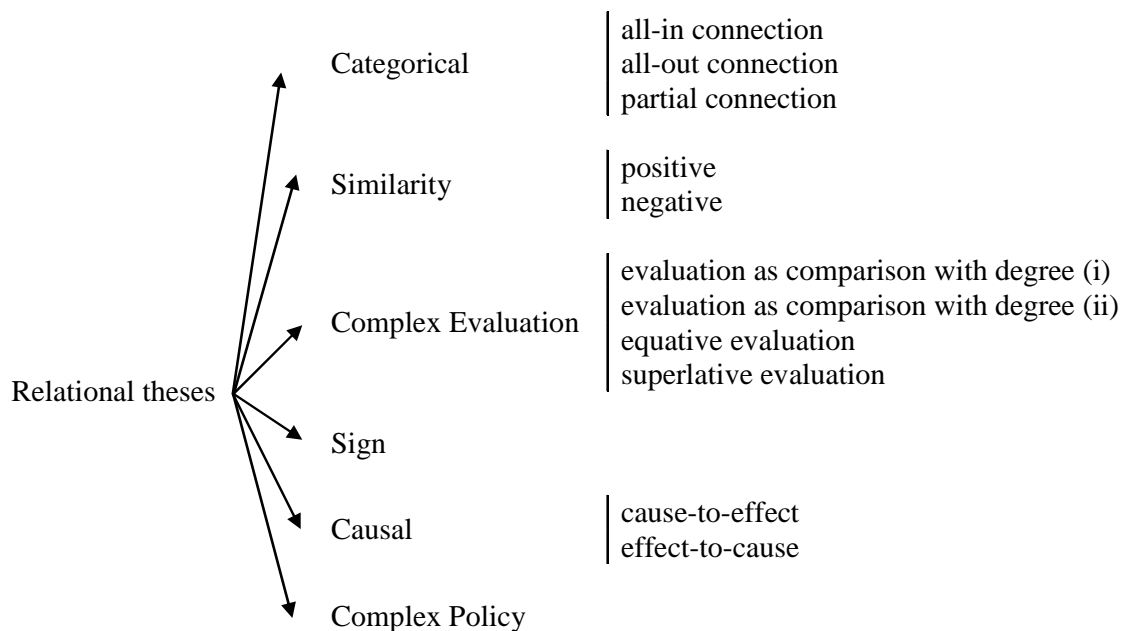 Categorical
all-in connection
all-out connection
partial connection
Similarity
positive
negative
Complex Evaluation
evaluation as comparison with degree (i)
evaluation as comparison with degree (ii)
equative evaluation
superlative evaluation
Relational theses
Sign
Causal
cause-to-effect
effect-to-cause
Complex Policy